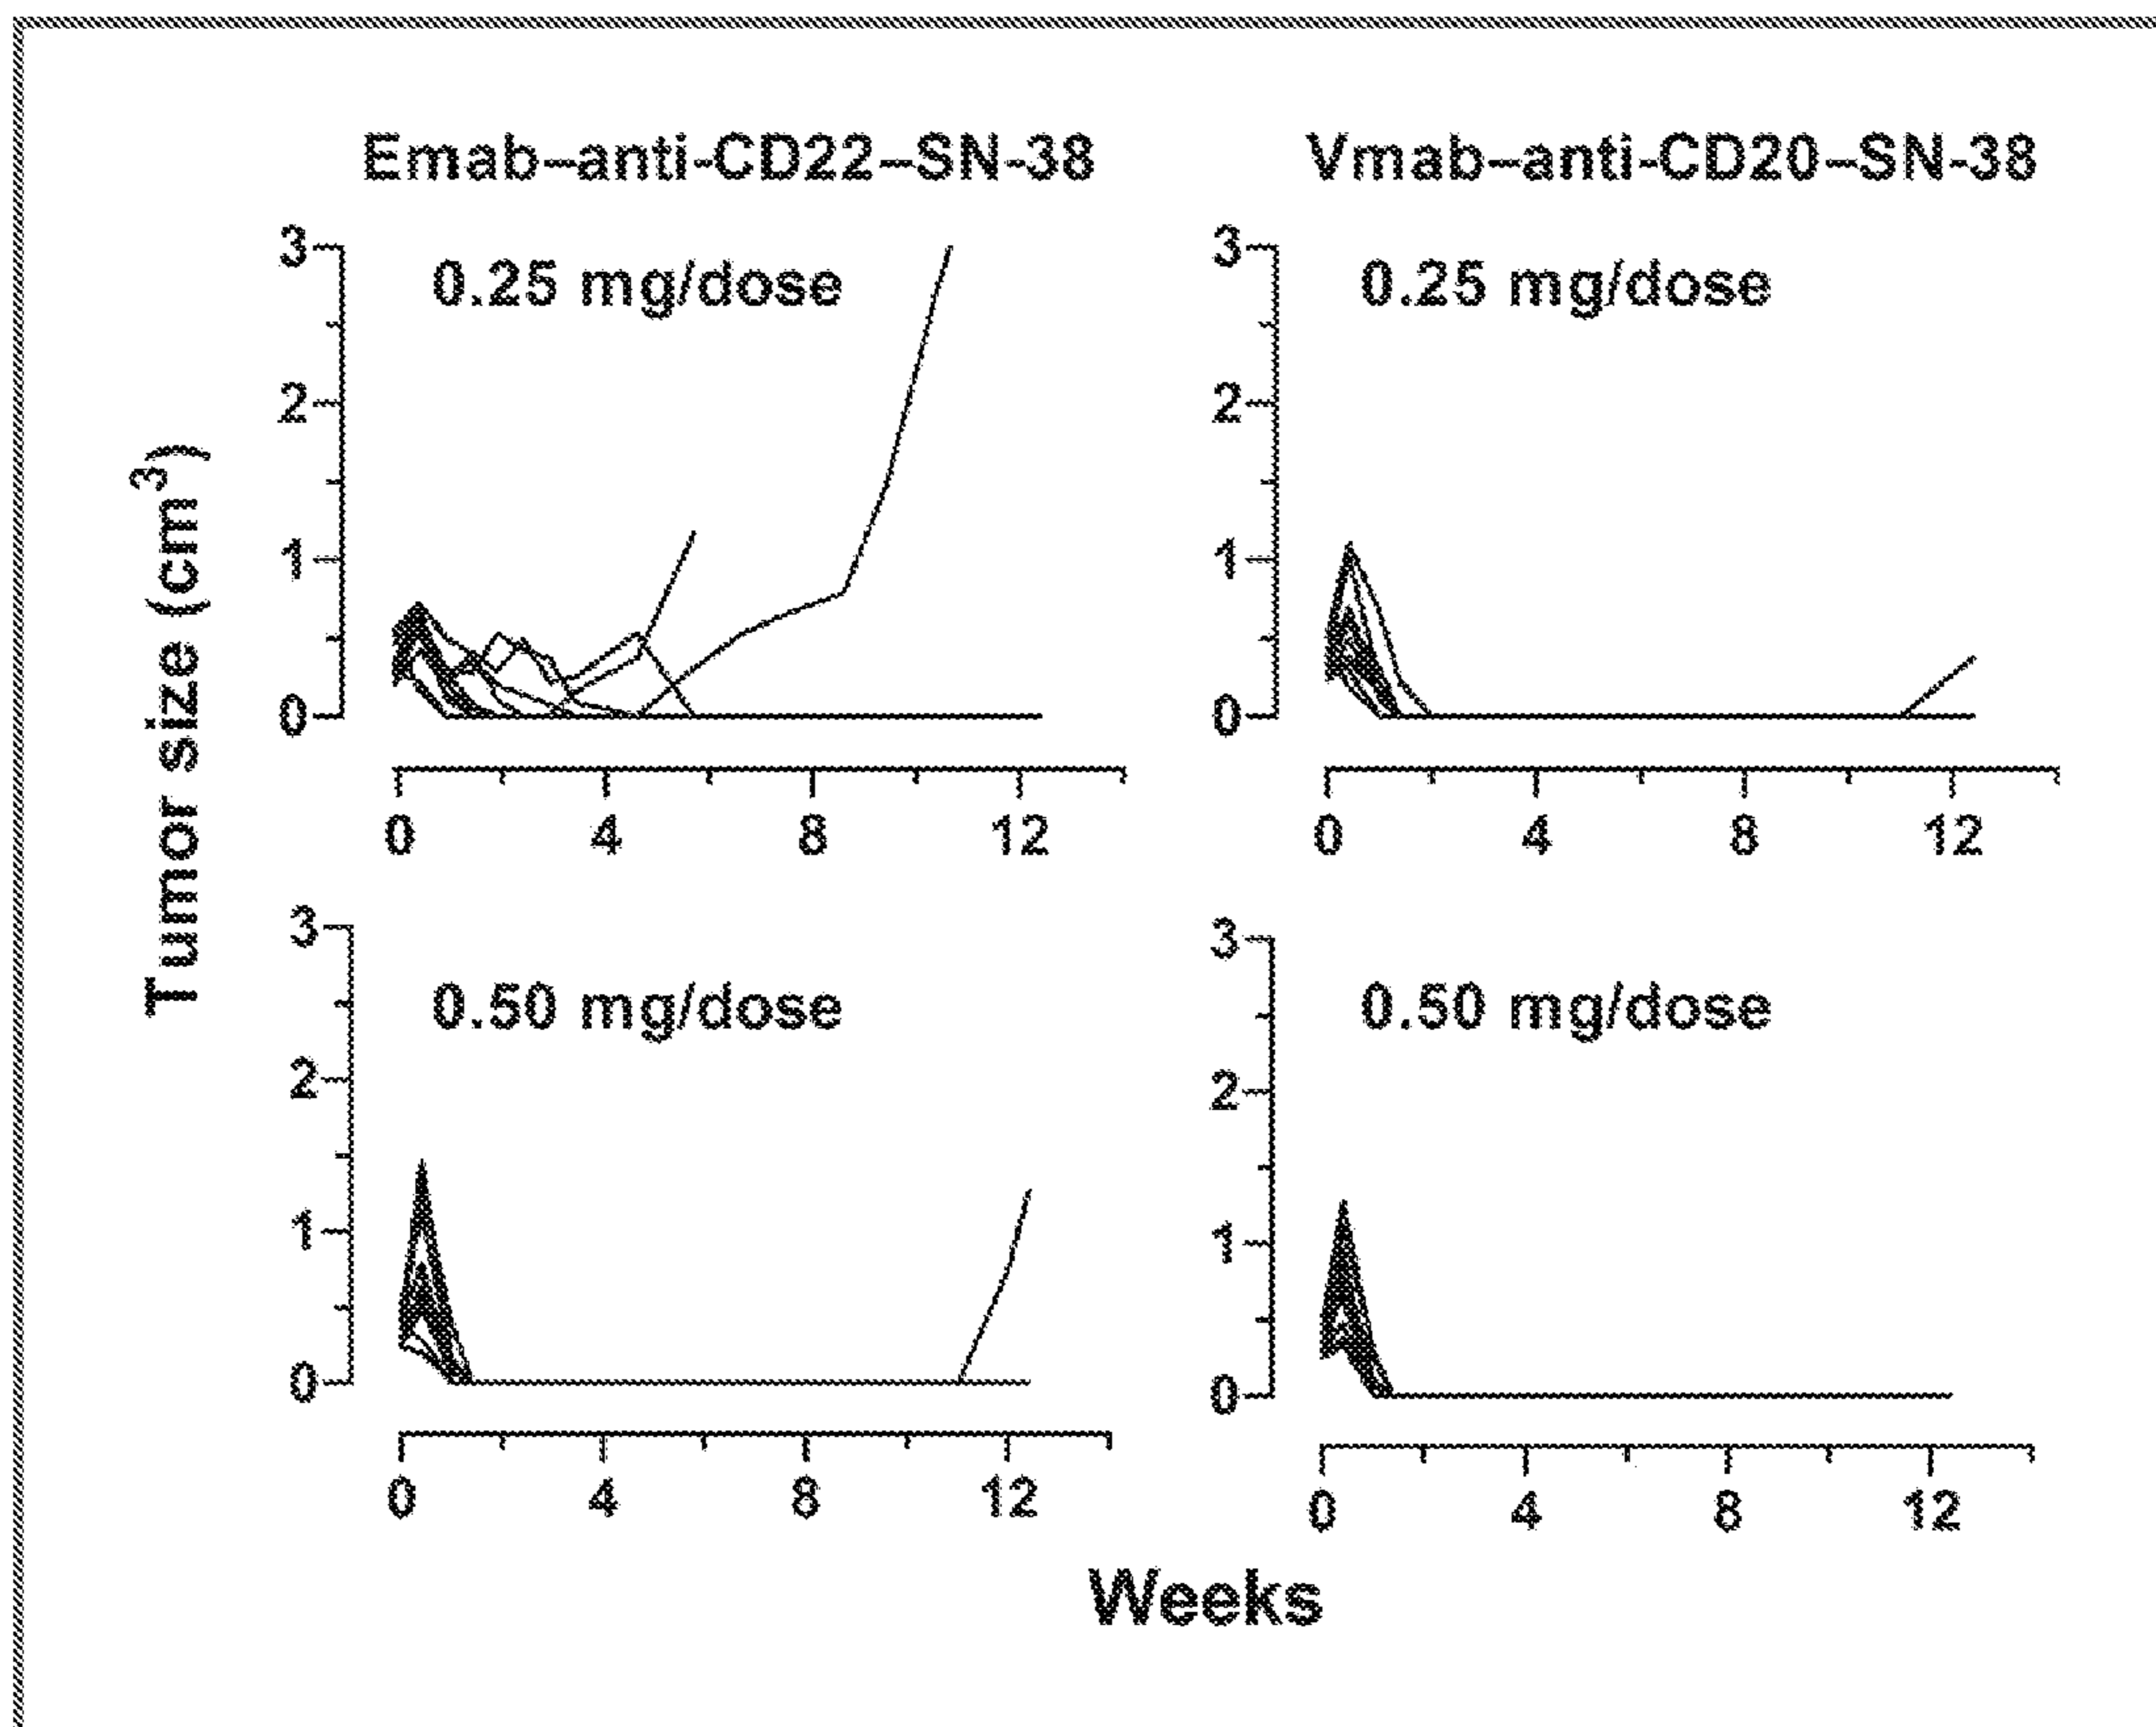 Emab–anti-CD22–SN-38
Vmab–anti-CD20–SN-38
Tumor size (cm³)
0.25 mg/dose
3
2
1
0
0 4 8 12
0.25 mg/dose
3
2
1
0
0 4 8 12
0.50 mg/dose
3
2
1
0
0 4 8 12
0.50 mg/dose
3
2
1
0
0 4 8 12
Weeks